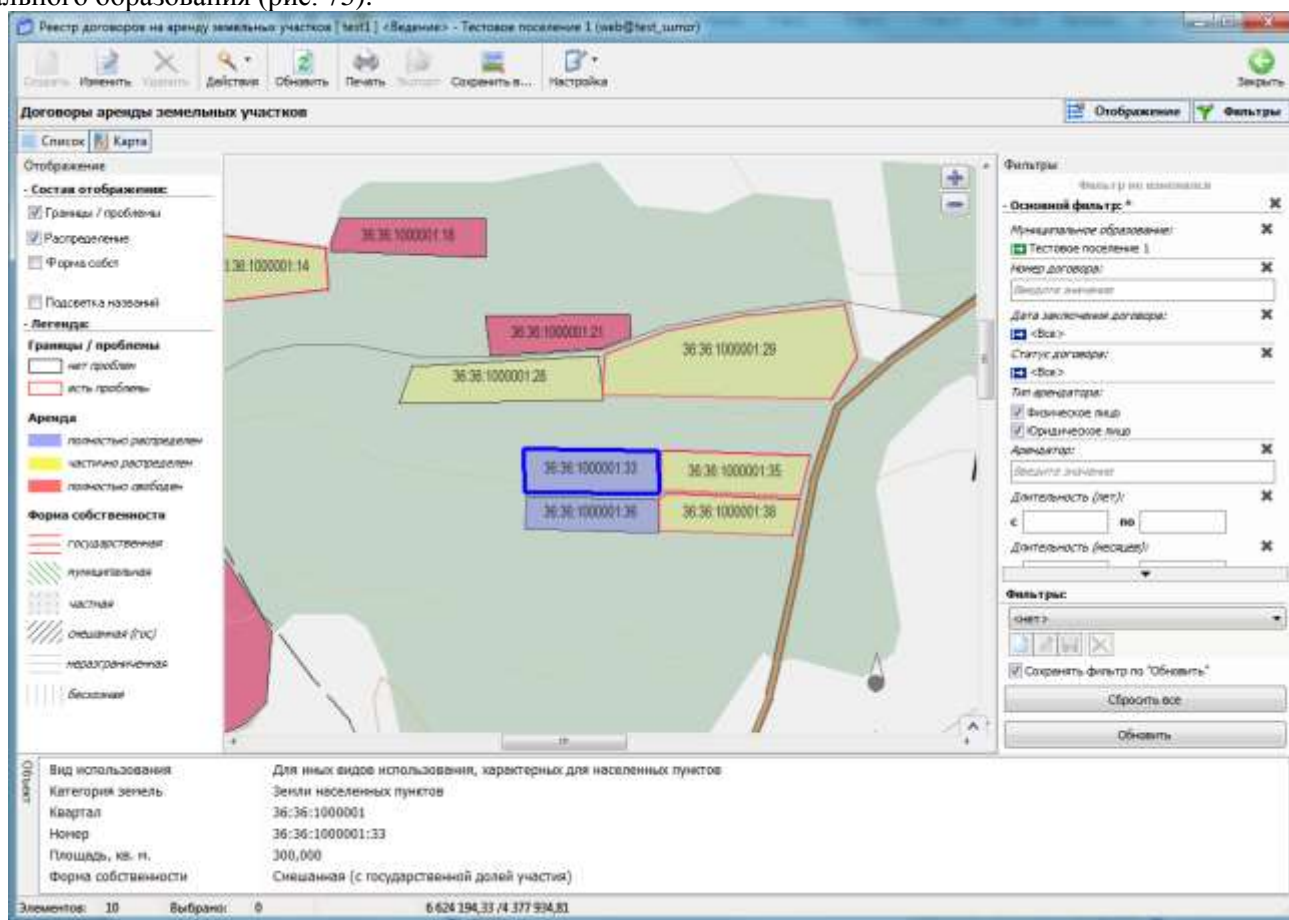 ального образования (рис. 75).
Реестр договоров на аренду земельных участков [ test1 ] <Ведение> - Тестовое поселение 1 (web@test_sumor)
Создать Изменить Удалить Действия Обновить Печать Экспорт Сохранить в... Настройка Закрыть
Договоры аренды земельных участков
Отображение Фильтры
Список Карта
Отображение
- Состав отображения:
Границы / проблемы
Распределение
Форма собст
Подсветка названий
- Легенда:
Границы / проблемы
нет проблем
есть проблемы
Аренда
полностью распределен
частично распределен
полностью свободен
Форма собственности
государственная
муниципальная
частная
смешанная (гос)
неразграниченная
бесхозная
36:36:1000001:18
36:1000001:14
36:36:1000001:21
36:36:1000001:29
36:36:1000001:28
36:36:1000001:33
36:36:1000001:35
36:36:1000001:36
36:36:1000001:38
Фильтры
Фильтр не изменялся
- Основной фильтр: *
Муниципальное образование:
Тестовое поселение 1
Номер договора:
Введите значение
Дата заключения договора:
<Все>
Статус договора:
<Все>
Тип арендатора:
Физическое лицо
Юридическое лицо
Арендатор:
Введите значение
Длительность (лет):
с по
Длительность (месяцев):
Фильтры:
<нет>
Сохранять фильтр по "Обновить"
Сбросить все
Обновить
Объект
Вид использования Для иных видов использования, характерных для населенных пунктов
Категория земель Земли населенных пунктов
Квартал 36:36:1000001
Номер 36:36:1000001:33
Площадь, кв. м. 300,000
Форма собственности Смешанная (с государственной долей участия)
Элементов: 10 Выбрано: 0 6 624 194,33 /4 377 934,81